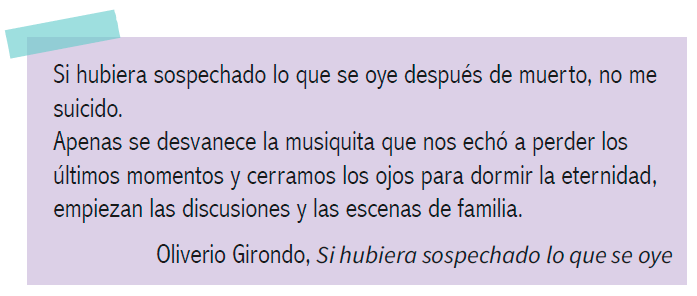 Si hubiera sospechado lo que se oye después de muerto, no me
suicido.
Apenas se desvanece la musiquita que nos echó a perder los
últimos momentos y cerramos los ojos para dormir la eternidad,
empiezan las discusiones y las escenas de familia.
Oliverio Girondo, Si hubiera sospechado lo que se oye